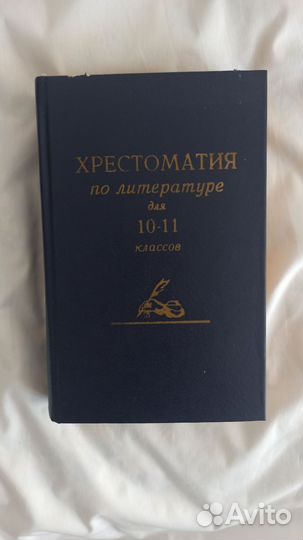 ХРЕСТОМАТИЯ
по литературе
для
10-11
классов
Avito